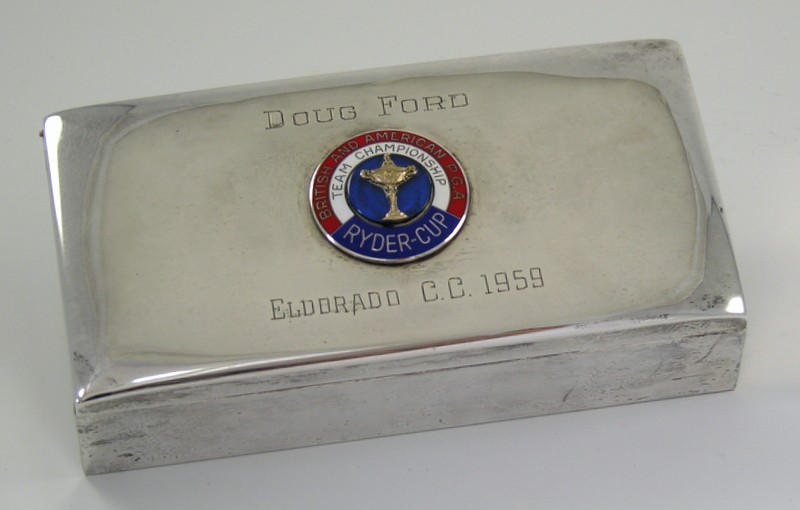 DOUG FORD
BRITISH AND AMERICAN P.G.A
TEAM CHAMPIONSHIP
RYDER-CUP
ELDORADO C.C. 1959